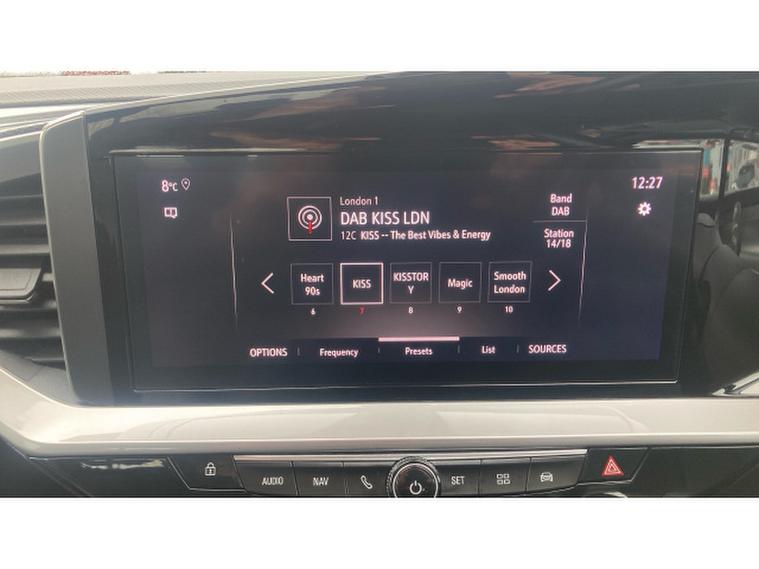 8°C
12:27
London 1
DAB KISS LDN
12C KISS -- The Best Vibes & Energy
Band
DAB
Station
14/18
Heart
90s
KISS
KISSTOR
Y
Magic
Smooth
London
6
7
8
9
10
OPTIONS
Frequency
Presets
List
SOURCES
AUDIO
NAV
SET